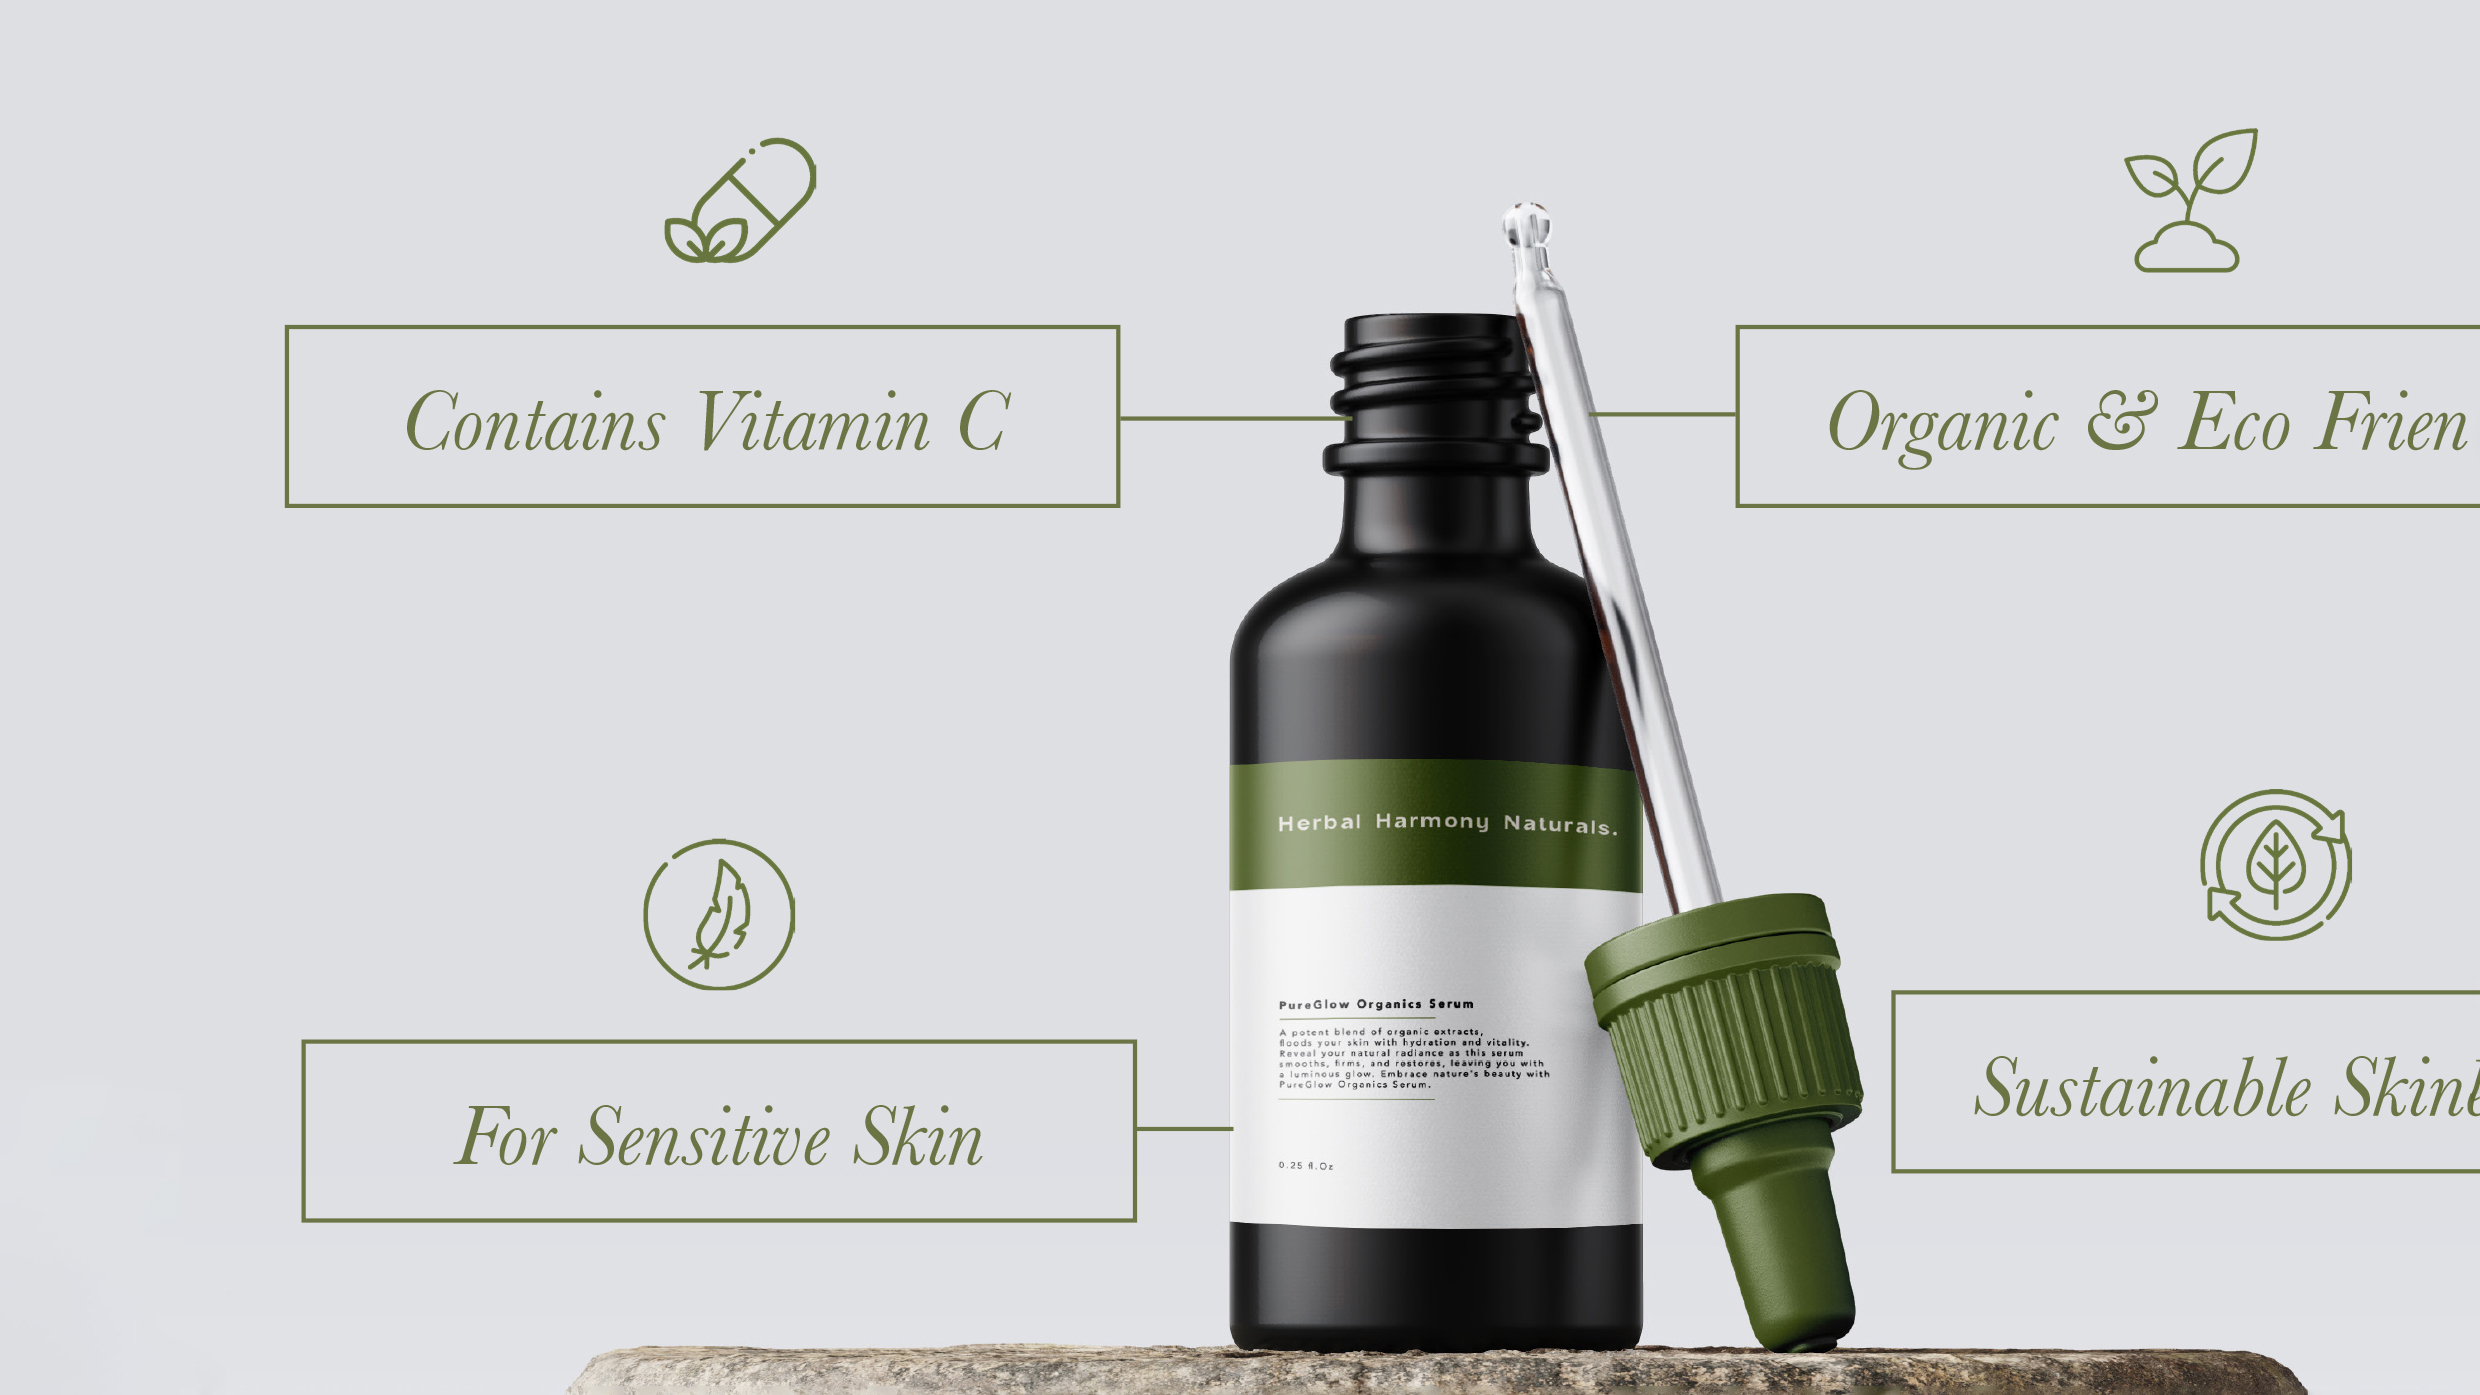 Contains Vitamin C
Organic & Eco Frien
Herbal Harmony Naturals.
PureGlow Organics Serum
A potent blend of organic extracts,
floods your skin with hydration and vitality.
Reveal your natural radiance as this serum
smooths, firms, and restores, leaving you with
a luminous glow. Embrace nature's beauty with
PureGlow Organics Serum.
0.25 fl.Oz
For Sensitive Skin
Sustainable Skin